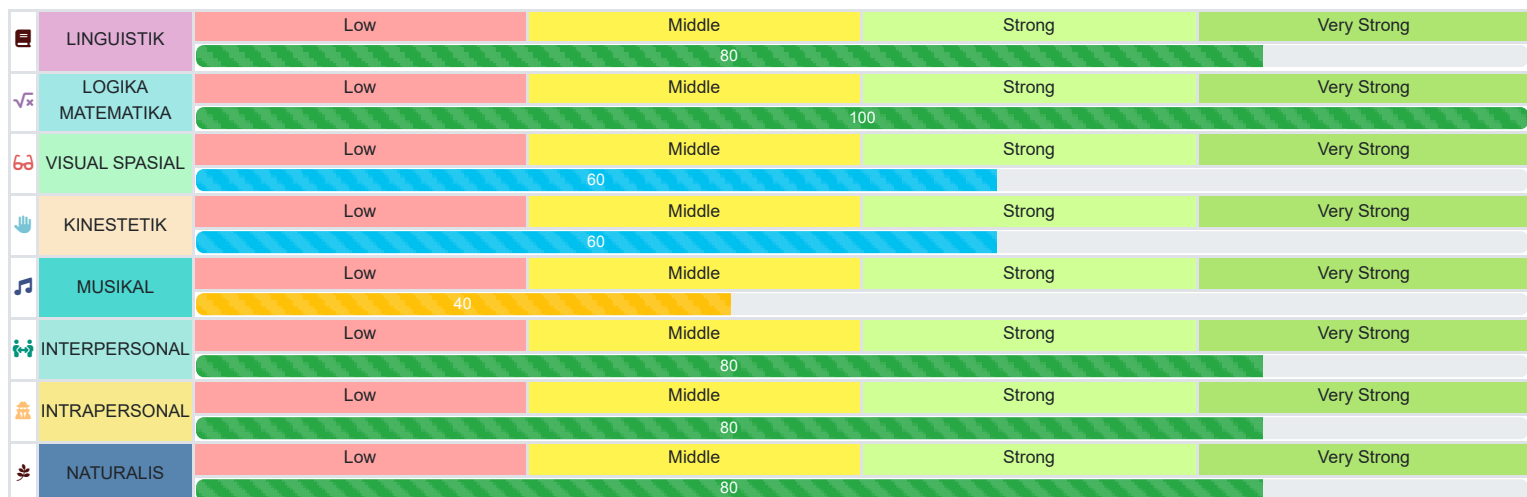 Low Middle Strong Very Strong
LINGUISTIK
80
Low Middle Strong Very Strong
LOGIKA
MATEMATIKA
100
Low Middle Strong Very Strong
VISUAL SPASIAL
60
Low Middle Strong Very Strong
KINESTETIK
60
Low Middle Strong Very Strong
MUSIKAL
40
Low Middle Strong Very Strong
INTERPERSONAL
80
Low Middle Strong Very Strong
INTRAPERSONAL
80
Low Middle Strong Very Strong
NATURALIS
80